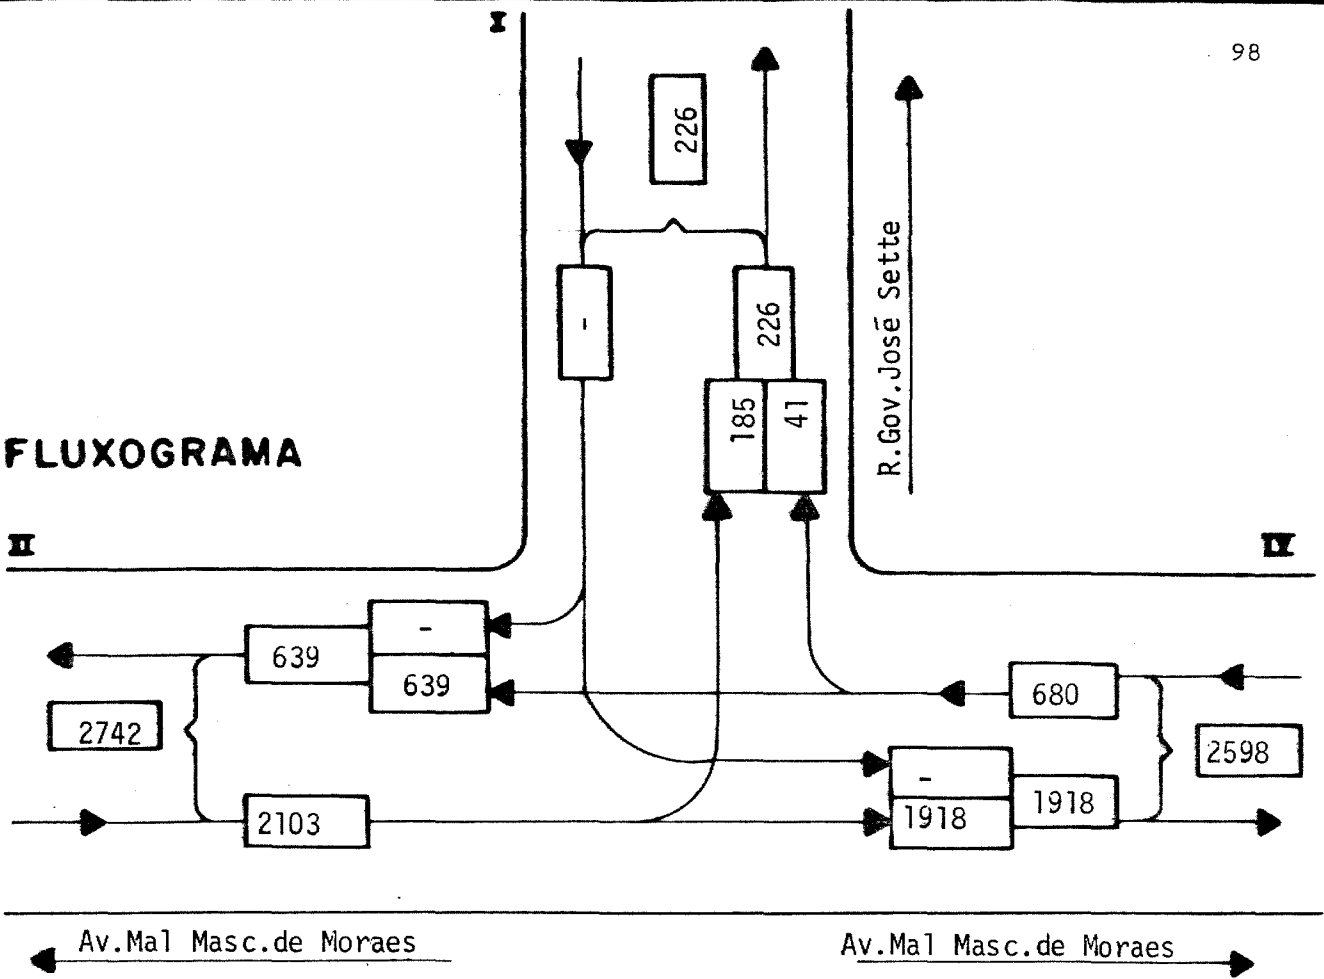 I
98
226
-
226
185
41
R.Gov.José Sette
FLUXOGRAMA
II
IV
-
639
639
680
2742
2598
-
1918
1918
2103
Av.Mal Masc.de Moraes
Av.Mal Masc.de Moraes